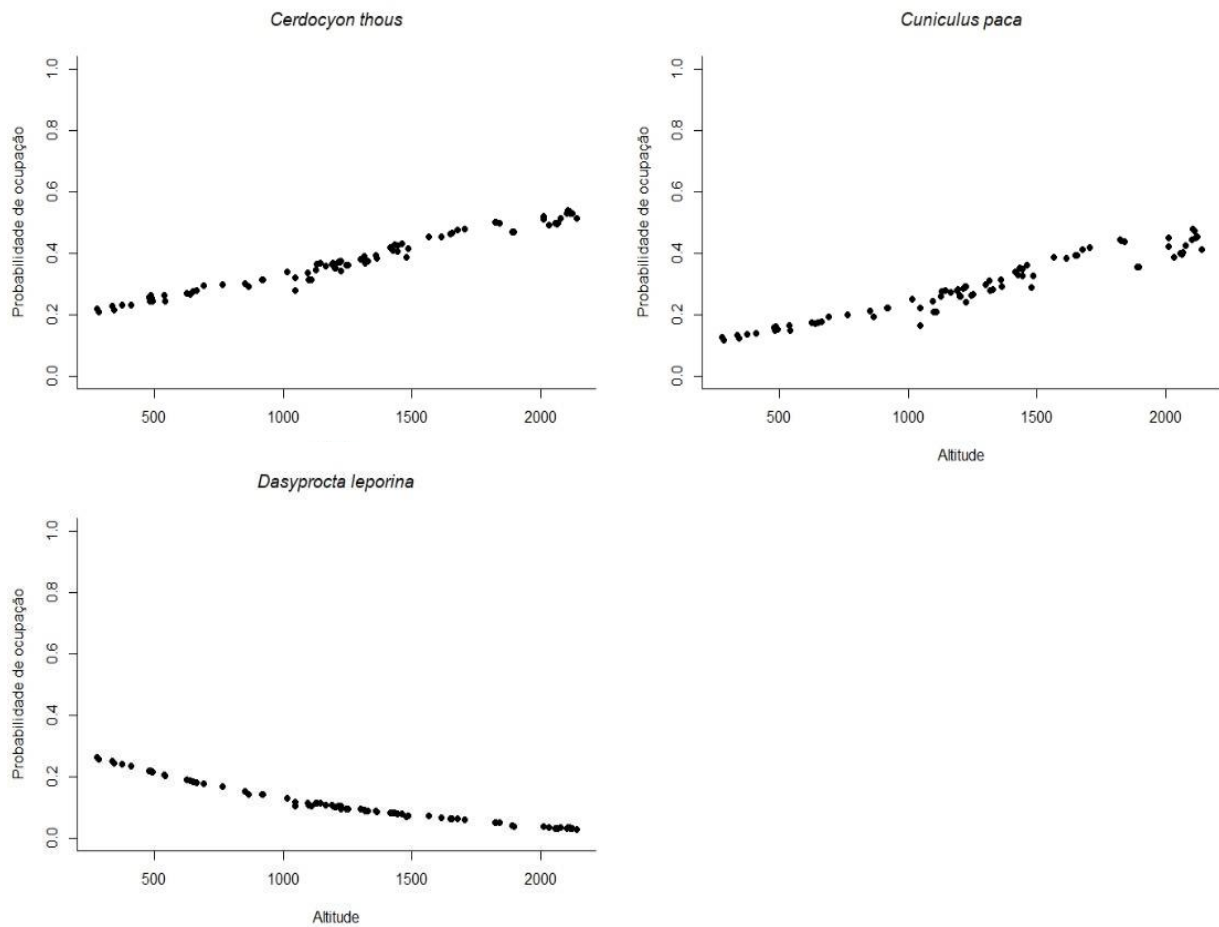 Cerdocyon thous
Probabilidade de ocupação
1.0
0.8
0.6
0.4
0.2
0.0
500 1000 1500 2000
Cuniculus paca
Probabilidade de ocupação
1.0
0.8
0.6
0.4
0.2
0.0
500 1000 1500 2000
Altitude
Dasyprocta leporina
Probabilidade de ocupação
1.0
0.8
0.6
0.4
0.2
0.0
500 1000 1500 2000
Altitude